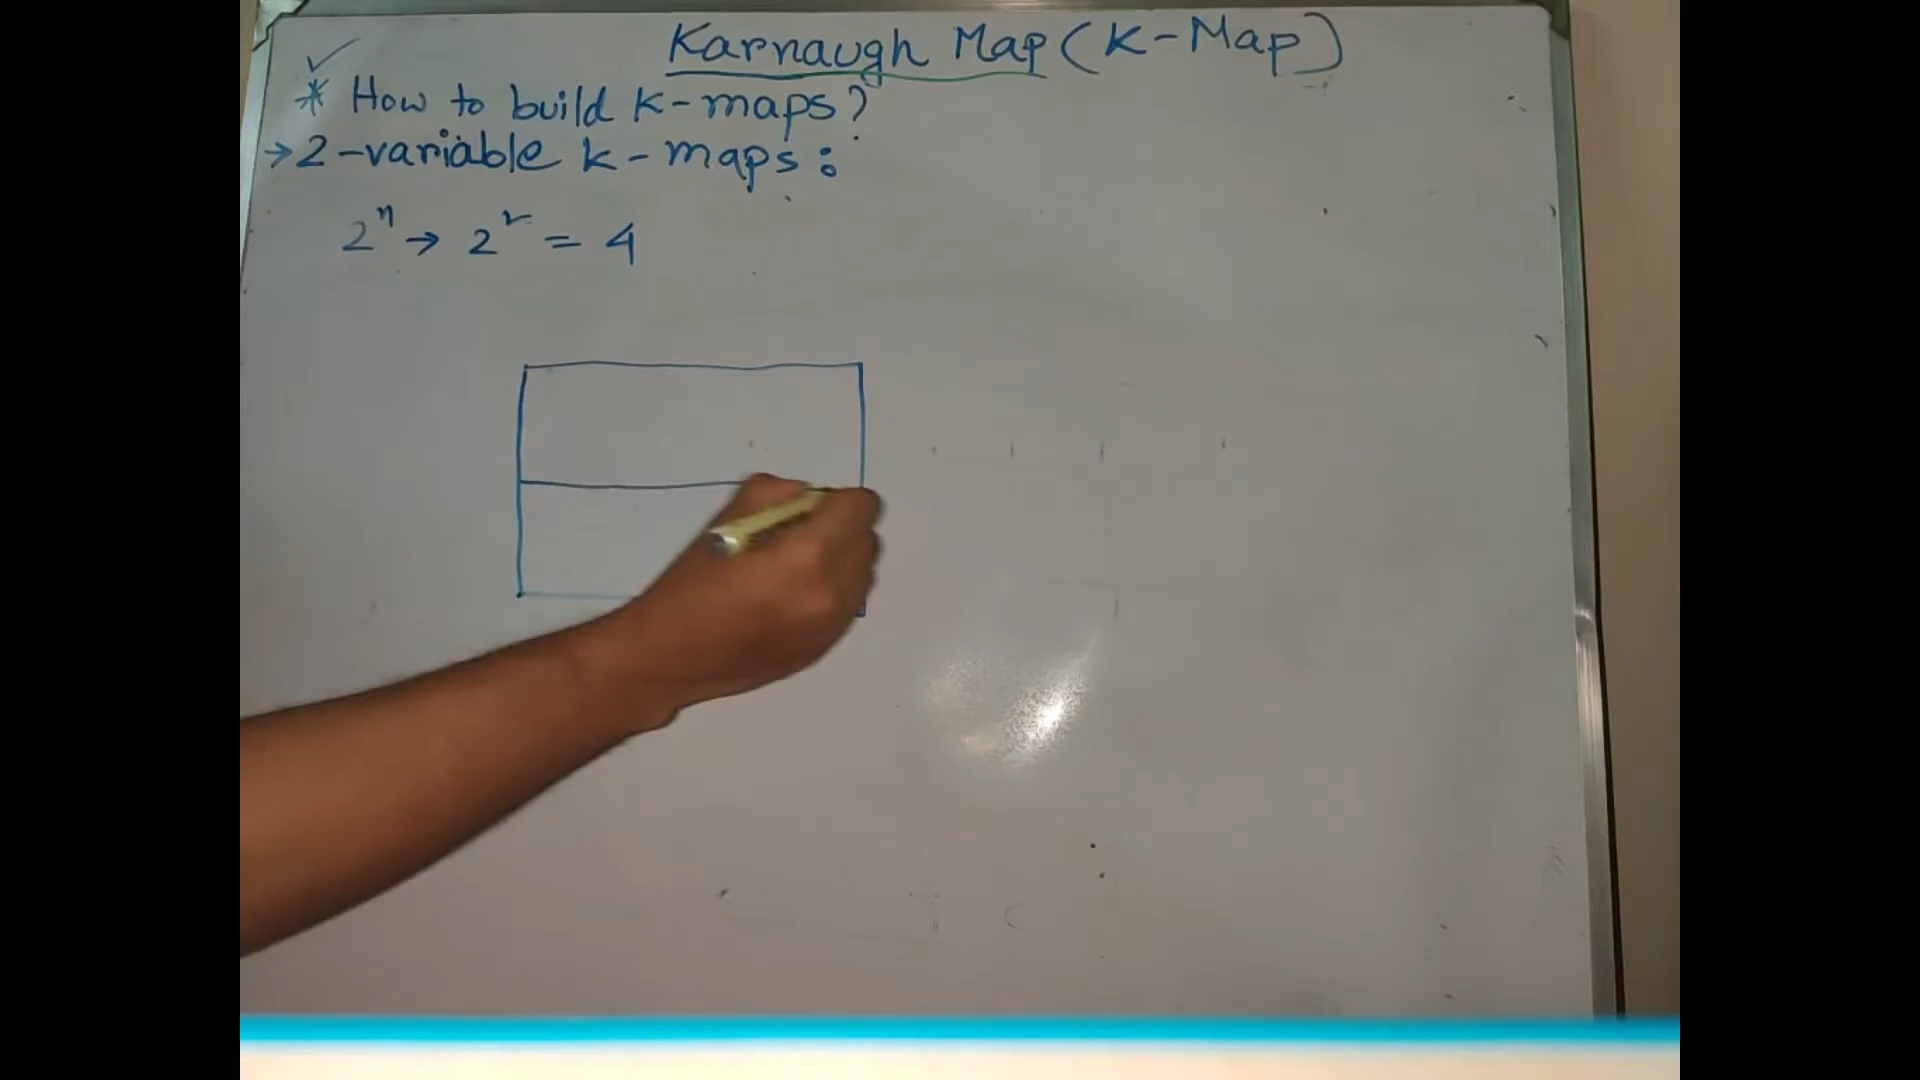 Karnaugh Map (K-Map)
✓
* How to build K-maps?
→ 2-variable K-maps:
2ⁿ → 2² = 4